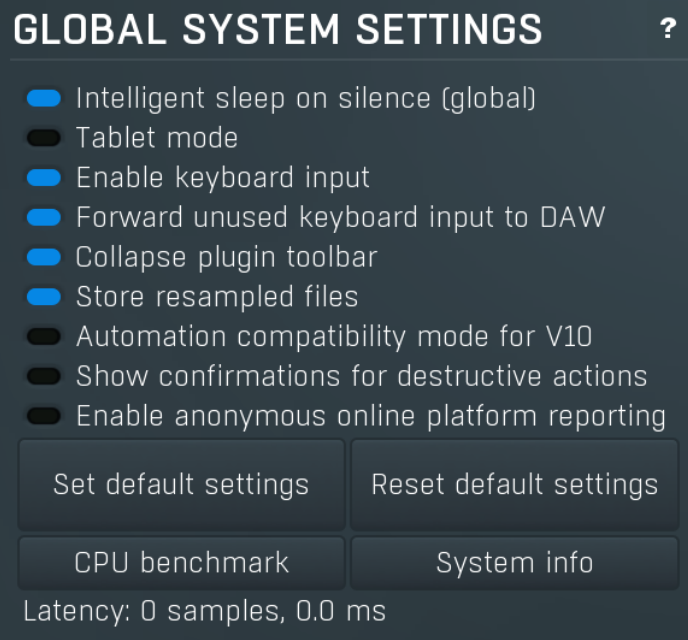 GLOBAL SYSTEM SETTINGS ?
Intelligent sleep on silence (global)
Tablet mode
Enable keyboard input
Forward unused keyboard input to DAW
Collapse plugin toolbar
Store resampled files
Automation compatibility mode for V10
Show confirmations for destructive actions
Enable anonymous online platform reporting
Set default settings Reset default settings
CPU benchmark System info
Latency: 0 samples, 0.0 ms